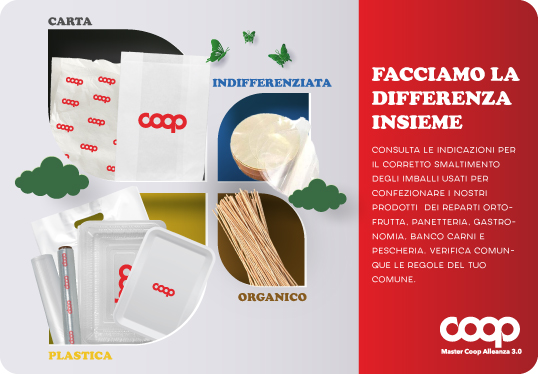 CARTA
coop
INDIFFERENZIATA
coop
ORGANICO
PLASTICA
FACCIAMO LA
DIFFERENZA
INSIEME
CONSULTA LE INDICAZIONI PER
IL CORRETTO SMALTIMENTO
DEGLI IMBALLI USATI PER
CONFEZIONARE I NOSTRI
PRODOTTI DEI REPARTI ORTO-
FRUTTA, PANETTERIA, GASTRO-
NOMIA, BANCO CARNI E
PESCHERIA. VERIFICA COMUN-
QUE LE REGOLE DEL TUO
COMUNE.
coop
Master Coop Alleanza 3.0